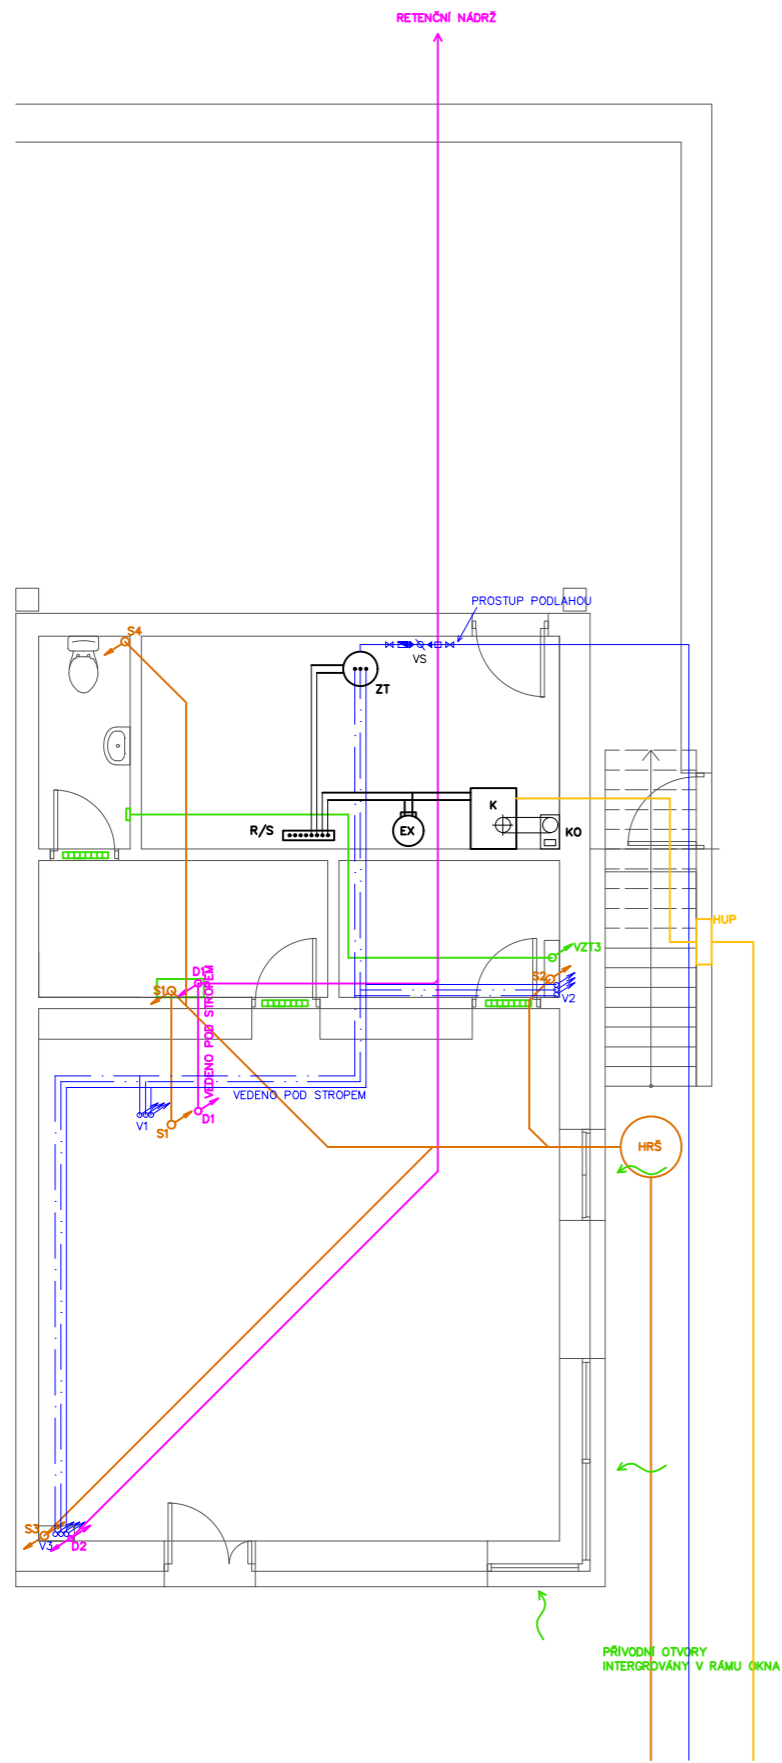 RETENČNÍ NÁDRŽ
PROSTUP PODLAHOU
S4
VS
ZT
K
R/S
EX
KO
HUP
VZT3
D1
S1
S2
V2
VEDENO POD STROPEM
VEDENO POD STROPEM
V1
S1
D1
HRŠ
S3
V3
D2
PŘÍVODNÍ OTVORY
INTERGROVÁNY V RÁMU OKNA